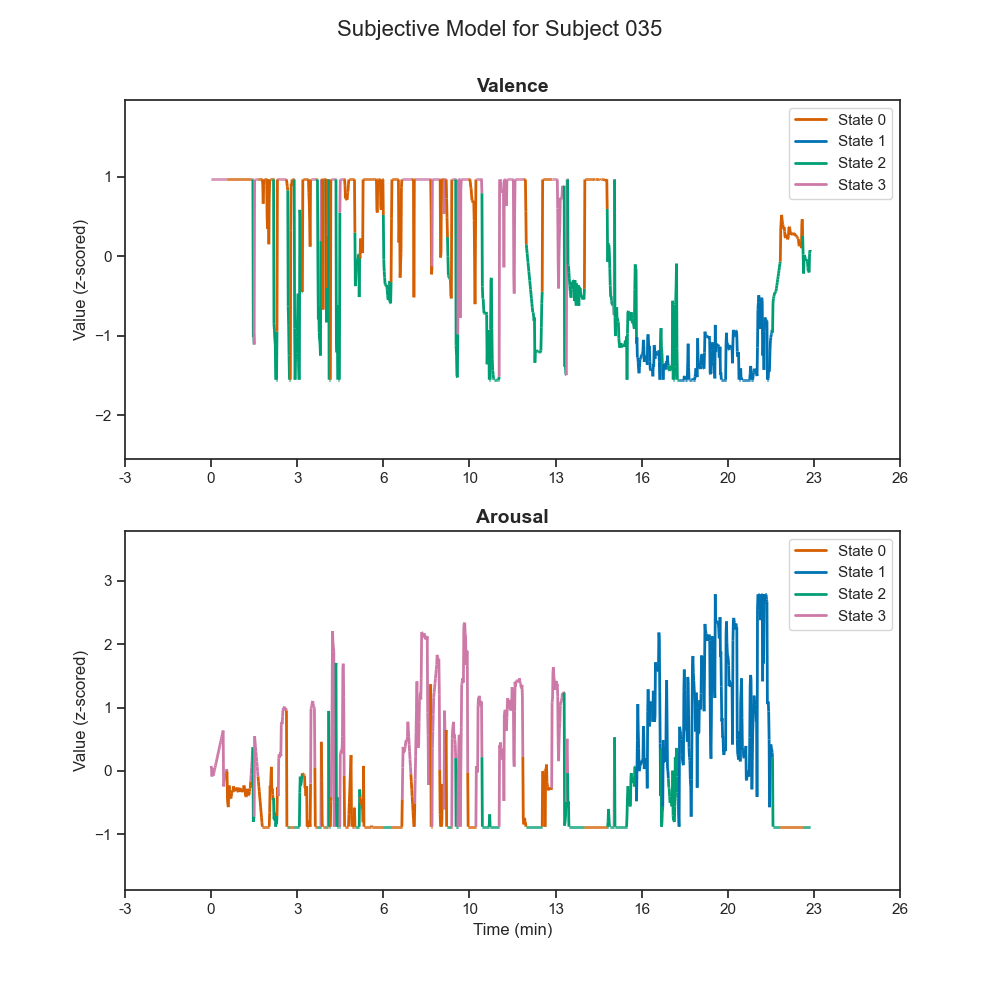 Subjective Model for Subject 035
Valence
Value (z-scored)
1
0
−1
−2
-3 0 3 6 10 13 16 20 23 26
State 0
State 1
State 2
State 3
Arousal
Value (z-scored)
3
2
1
0
−1
-3 0 3 6 10 13 16 20 23 26
State 0
State 1
State 2
State 3
Time (min)